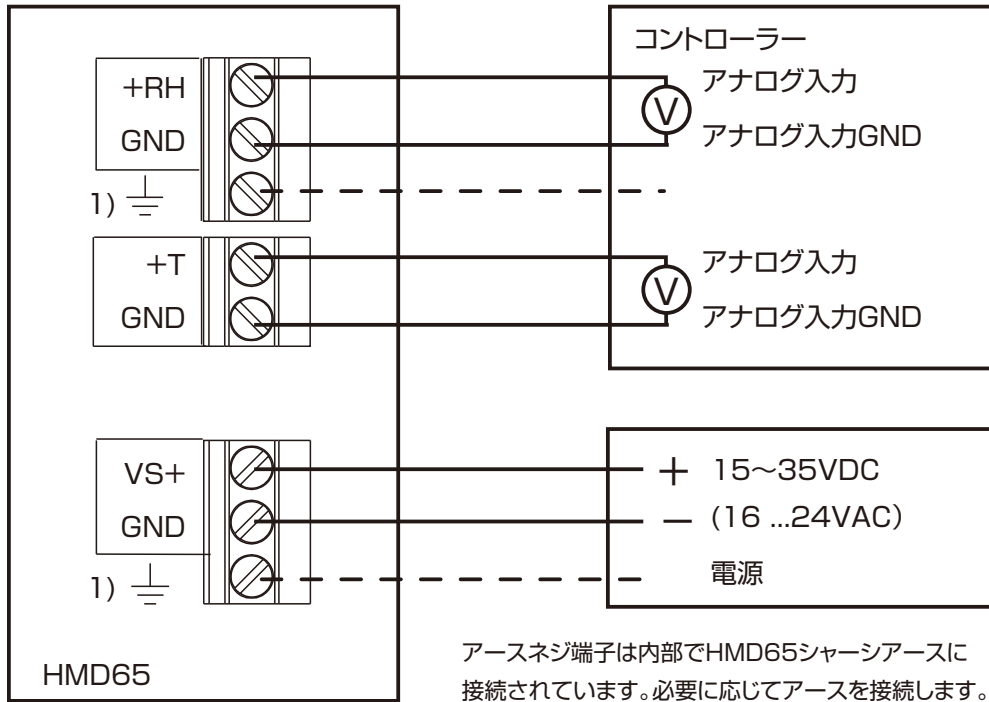 コントローラー
+RH
アナログ入力
V
GND
アナログ入力GND
1)
+T
アナログ入力
V
GND
アナログ入力GND
VS+
+ 15～35VDC
GND
− (16 ...24VAC)
1)
電源
HMD65
アースネジ端子は内部でHMD65シャーシアースに
接続されています。必要に応じてアースを接続します。